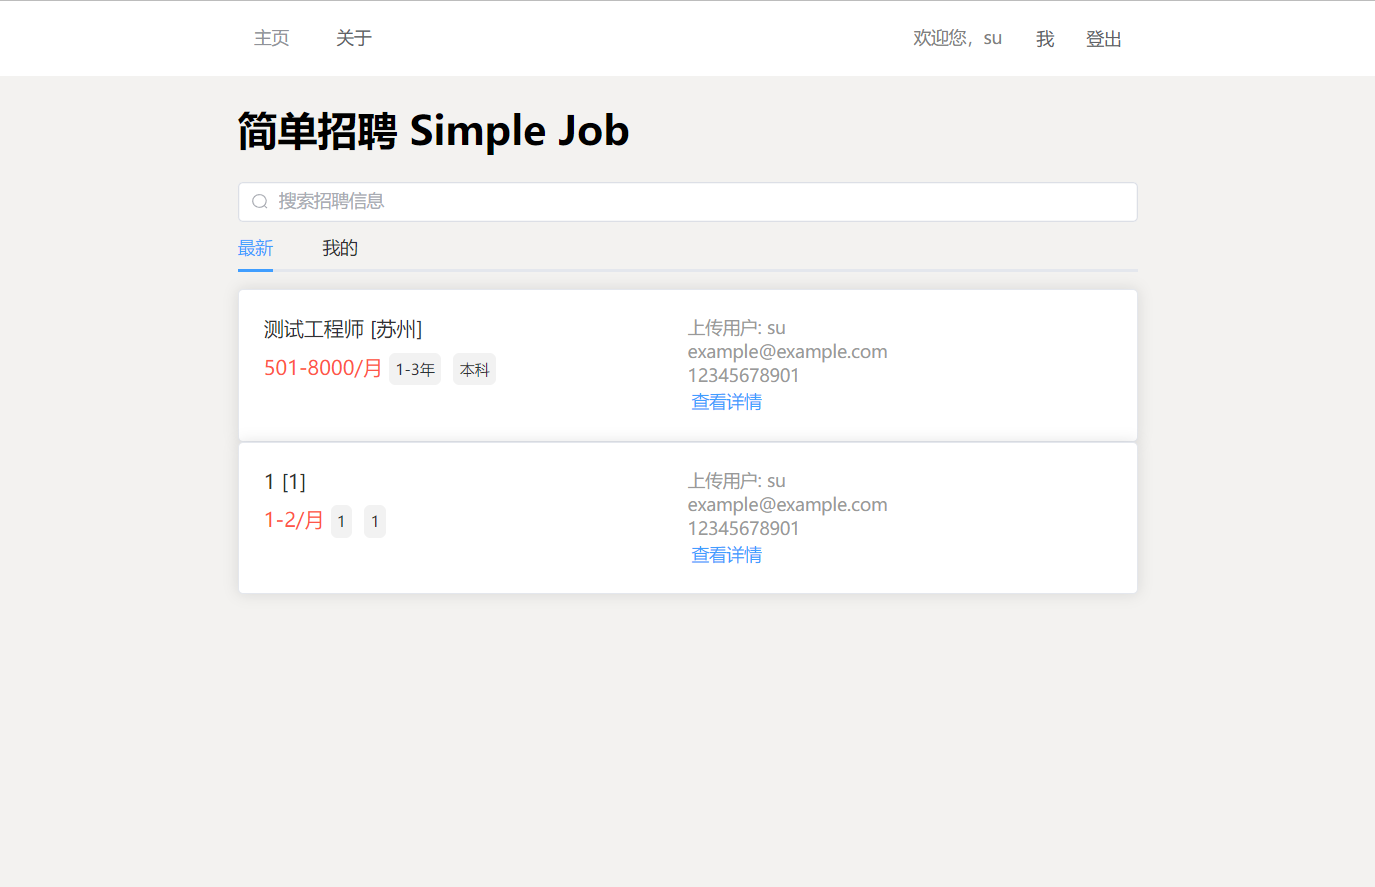 主页 关于 欢迎您，su 我 登出
简单招聘 Simple Job
搜索招聘信息
最新 我的
测试工程师 [苏州]
501-8000/月 1-3年 本科
上传用户: su
example@example.com
12345678901
查看详情
1 [1]
1-2/月 1 1
上传用户: su
example@example.com
12345678901
查看详情